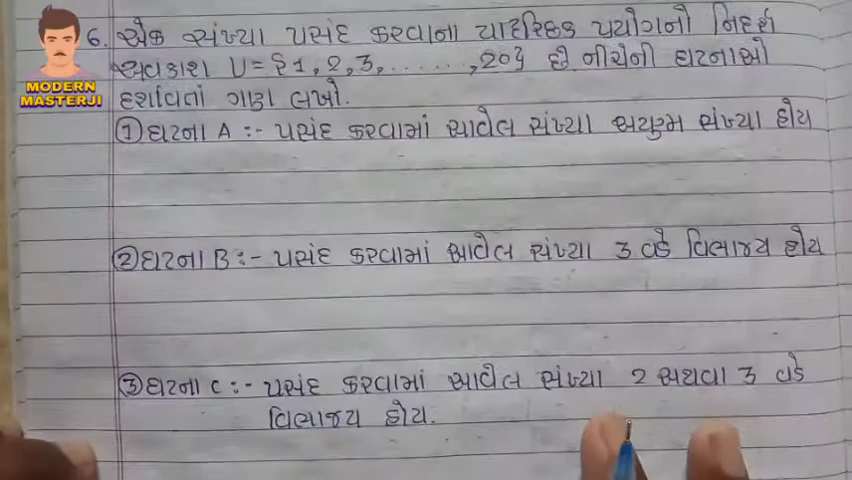 MODERN
MASTERJI
6. એક સંખ્યા પસંદ કરવાના યાદચ્છિક પ્રયોગનો નિદર્શ
અવકાશ U = {1, 2, 3, ......, 20} છે. નીચેની ઘટનાઓ
દર્શાવતાં ગણ લખો.
① ઘટના A :- પસંદ કરવામાં આવેલ સંખ્યા અયુગ્મ સંખ્યા હોય
② ઘટના B :- પસંદ કરવામાં આવેલ સંખ્યા 3 વડે વિભાજ્ય હોય
③ ઘટના C :- પસંદ કરવામાં આવેલ સંખ્યા 2 અથવા 3 વડે
વિભાજ્ય હોય.